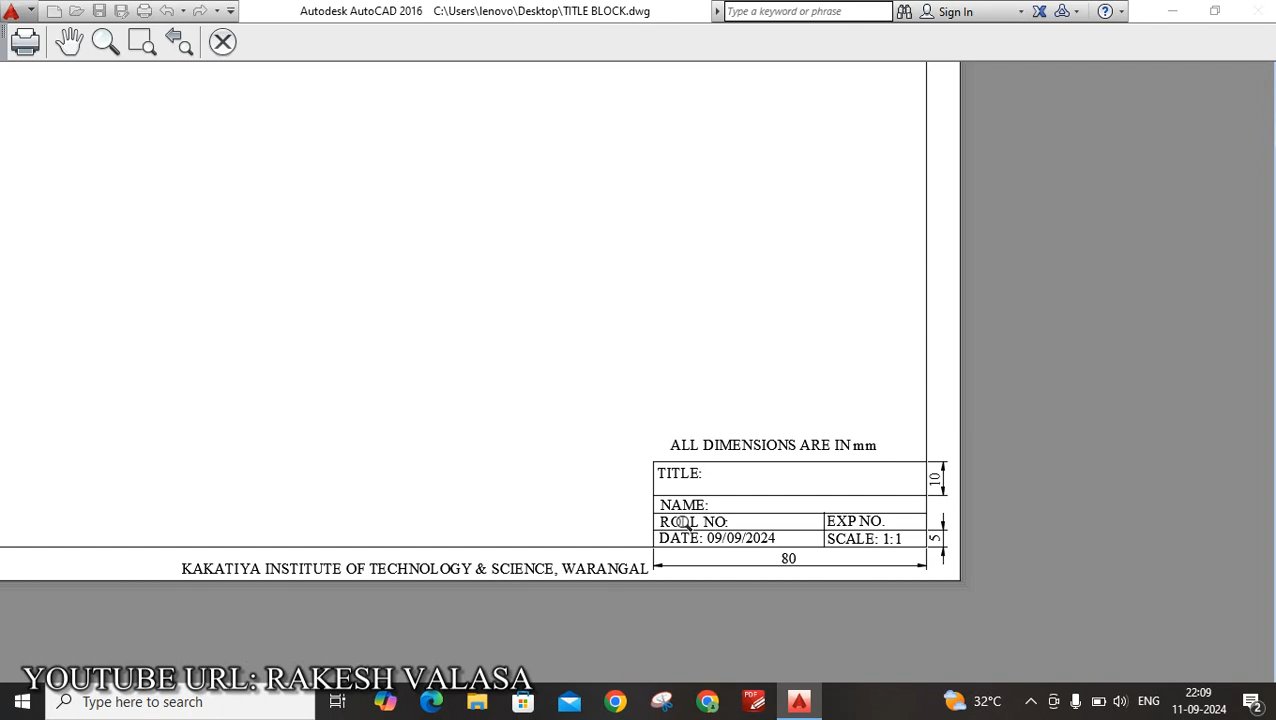 Autodesk AutoCAD 2016 C:\Users\lenovo\Desktop\TITLE BLOCK.dwg
Type a keyword or phrase
Sign In
ALL DIMENSIONS ARE IN mm
TITLE:
10
NAME:
ROLL NO:
EXP NO.
DATE: 09/09/2024
SCALE: 1:1
5
80
KAKATIYA INSTITUTE OF TECHNOLOGY & SCIENCE, WARANGAL
YOUTUBE URL: RAKESH VALASA
Type here to search
PDF
32°C
ENG
22:09
11-09-2024
2